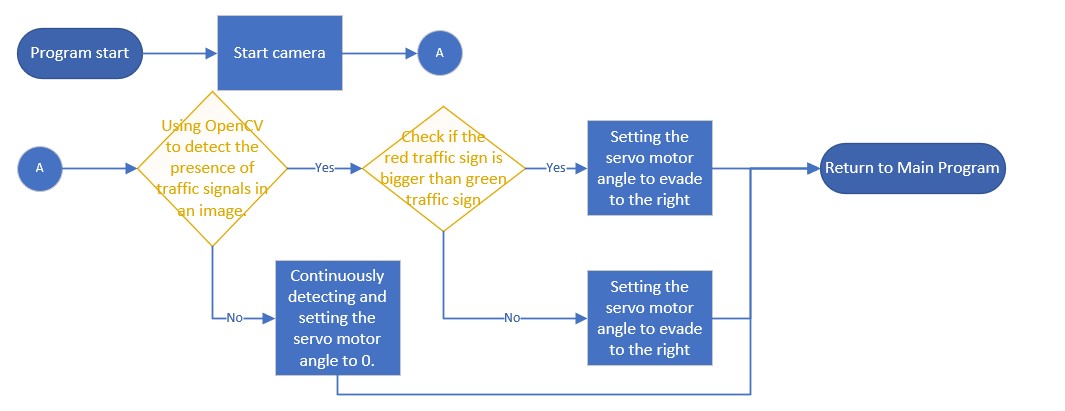 Program start
Start camera
A
A
Using OpenCV
to detect the
presence of
traffic signals in
an image.
Yes
Check if the
red traffic sign is
bigger than green
traffic sign
Yes
Setting the
servo motor
angle to evade
to the right
Return to Main Program
No
Continuously
detecting and
setting the
servo motor
angle to 0.
No
Setting the
servo motor
angle to evade
to the right